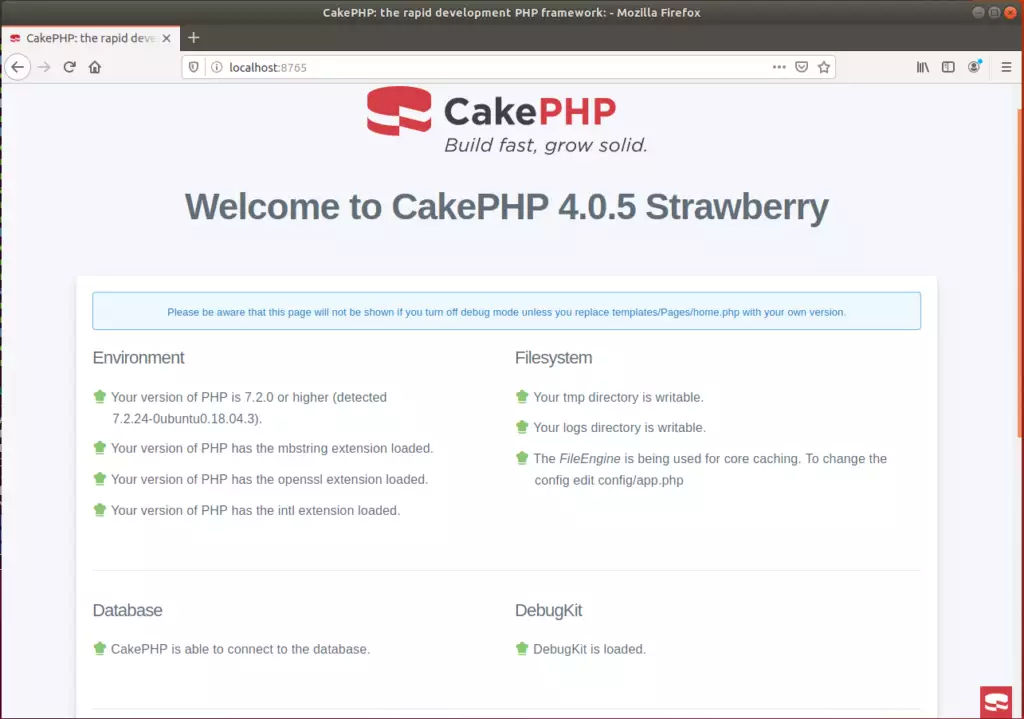 CakePHP: the rapid development PHP framework: - Mozilla Firefox
CakePHP: the rapid deve
localhost:8765
CakePHP
Build fast, grow solid.
Welcome to CakePHP 4.0.5 Strawberry
Please be aware that this page will not be shown if you turn off debug mode unless you replace templates/Pages/home.php with your own version.
Environment
Your version of PHP is 7.2.0 or higher (detected
7.2.24-0ubuntu0.18.04.3).
Your version of PHP has the mbstring extension loaded.
Your version of PHP has the openssl extension loaded.
Your version of PHP has the intl extension loaded.
Filesystem
Your tmp directory is writable.
Your logs directory is writable.
The FileEngine is being used for core caching. To change the
config edit config/app.php
Database
CakePHP is able to connect to the database.
DebugKit
DebugKit is loaded.